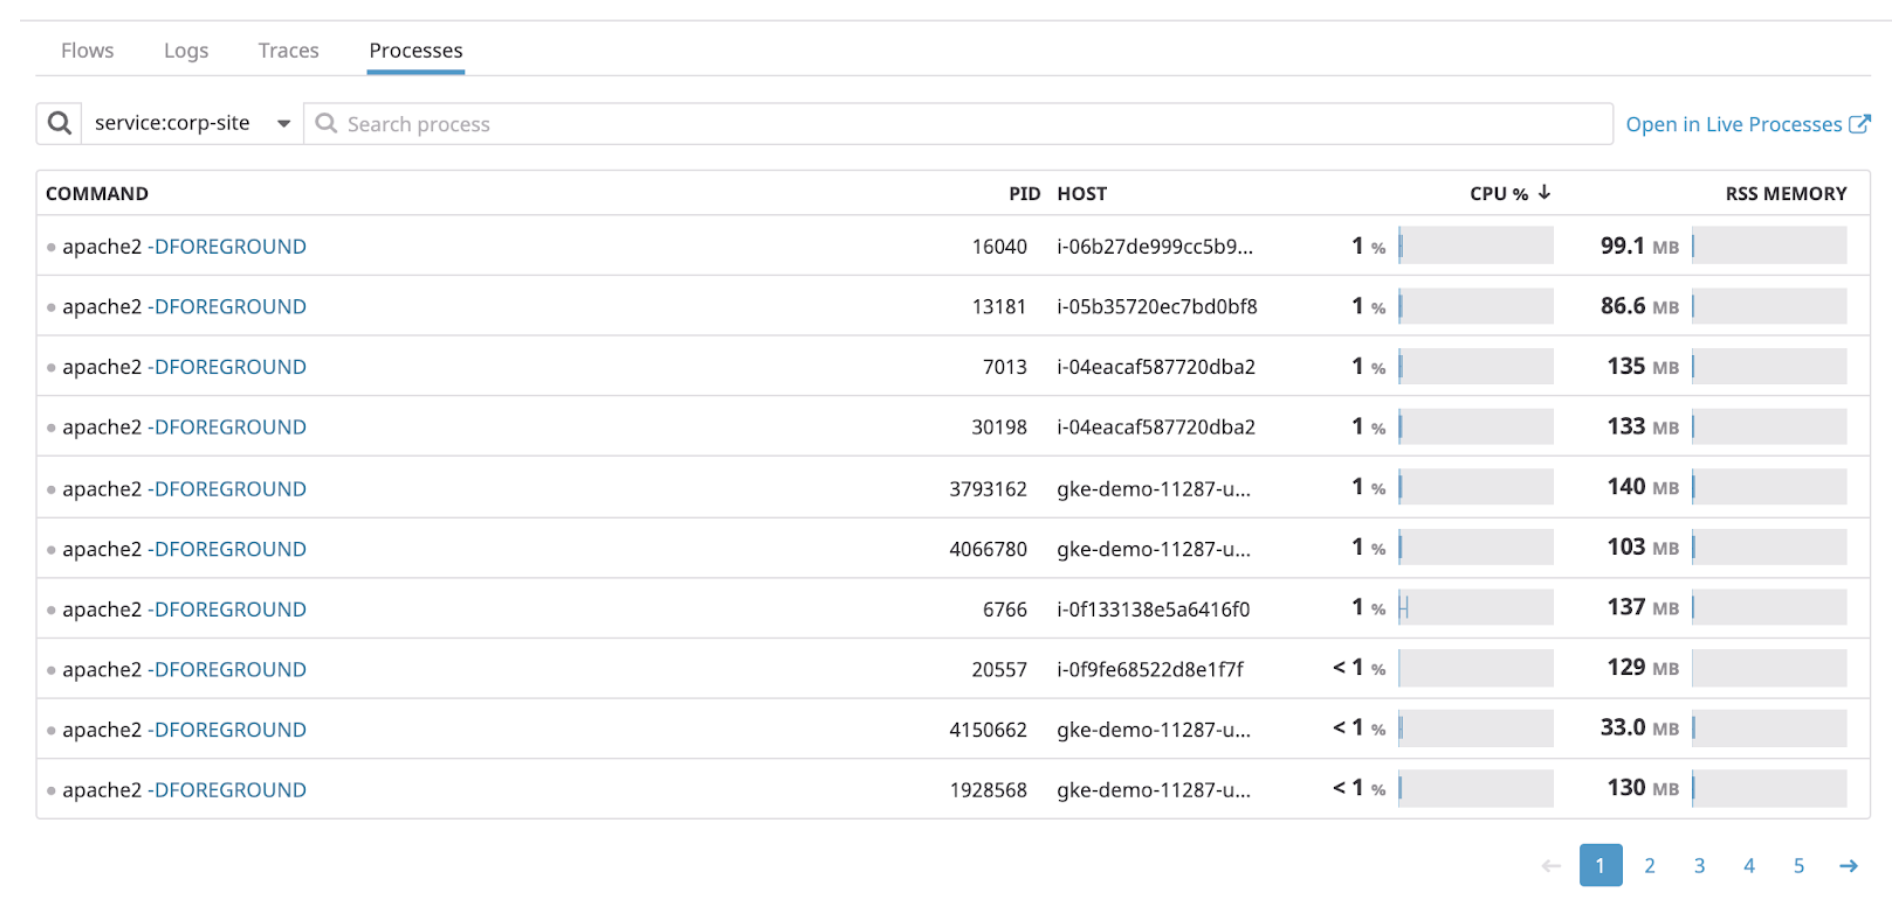 Flows Logs Traces Processes
service:corp-site Search process Open in Live Processes
COMMAND PID HOST CPU % ↓ RSS MEMORY
apache2 -DFOREGROUND 16040 i-06b27de999cc5b9... 1 % 99.1 MB
apache2 -DFOREGROUND 13181 i-05b35720ec7bd0bf8 1 % 86.6 MB
apache2 -DFOREGROUND 7013 i-04eacaf587720dba2 1 % 135 MB
apache2 -DFOREGROUND 30198 i-04eacaf587720dba2 1 % 133 MB
apache2 -DFOREGROUND 3793162 gke-demo-11287-u... 1 % 140 MB
apache2 -DFOREGROUND 4066780 gke-demo-11287-u... 1 % 103 MB
apache2 -DFOREGROUND 6766 i-0f133138e5a6416f0 1 % 137 MB
apache2 -DFOREGROUND 20557 i-0f9fe68522d8e1f7f < 1 % 129 MB
apache2 -DFOREGROUND 4150662 gke-demo-11287-u... < 1 % 33.0 MB
apache2 -DFOREGROUND 1928568 gke-demo-11287-u... < 1 % 130 MB
← 1 2 3 4 5 →